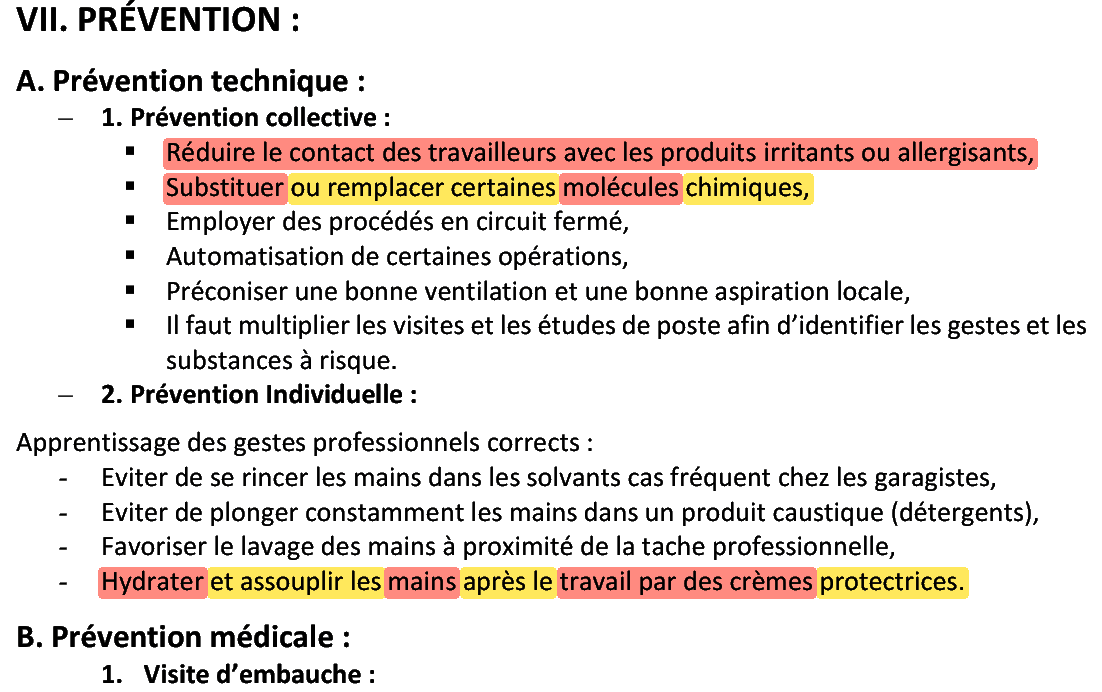 VII. PRÉVENTION :
A. Prévention technique :
– 1. Prévention collective :
▪ Réduire le contact des travailleurs avec les produits irritants ou allergisants,
▪ Substituer ou remplacer certaines molécules chimiques,
▪ Employer des procédés en circuit fermé,
▪ Automatisation de certaines opérations,
▪ Préconiser une bonne ventilation et une bonne aspiration locale,
▪ Il faut multiplier les visites et les études de poste afin d’identifier les gestes et les
substances à risque.
– 2. Prévention Individuelle :
Apprentissage des gestes professionnels corrects :
- Eviter de se rincer les mains dans les solvants cas fréquent chez les garagistes,
- Eviter de plonger constamment les mains dans un produit caustique (détergents),
- Favoriser le lavage des mains à proximité de la tache professionnelle,
- Hydrater et assouplir les mains après le travail par des crèmes protectrices.
B. Prévention médicale :
1. Visite d’embauche :